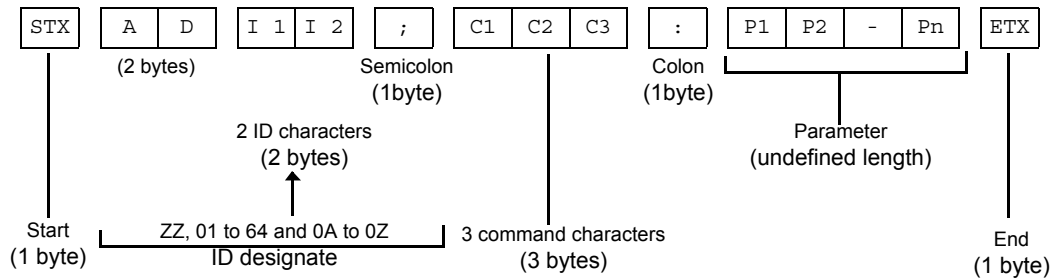 STX A D I 1 I 2 ; C1 C2 C3 : P1 P2 - Pn ETX
(2 bytes) Semicolon Colon
(1byte) (1byte)
2 ID characters Parameter
(2 bytes) (undefined length)
Start ZZ, 01 to 64 and 0A to 0Z 3 command characters End
(1 byte) ID designate (3 bytes) (1 byte)